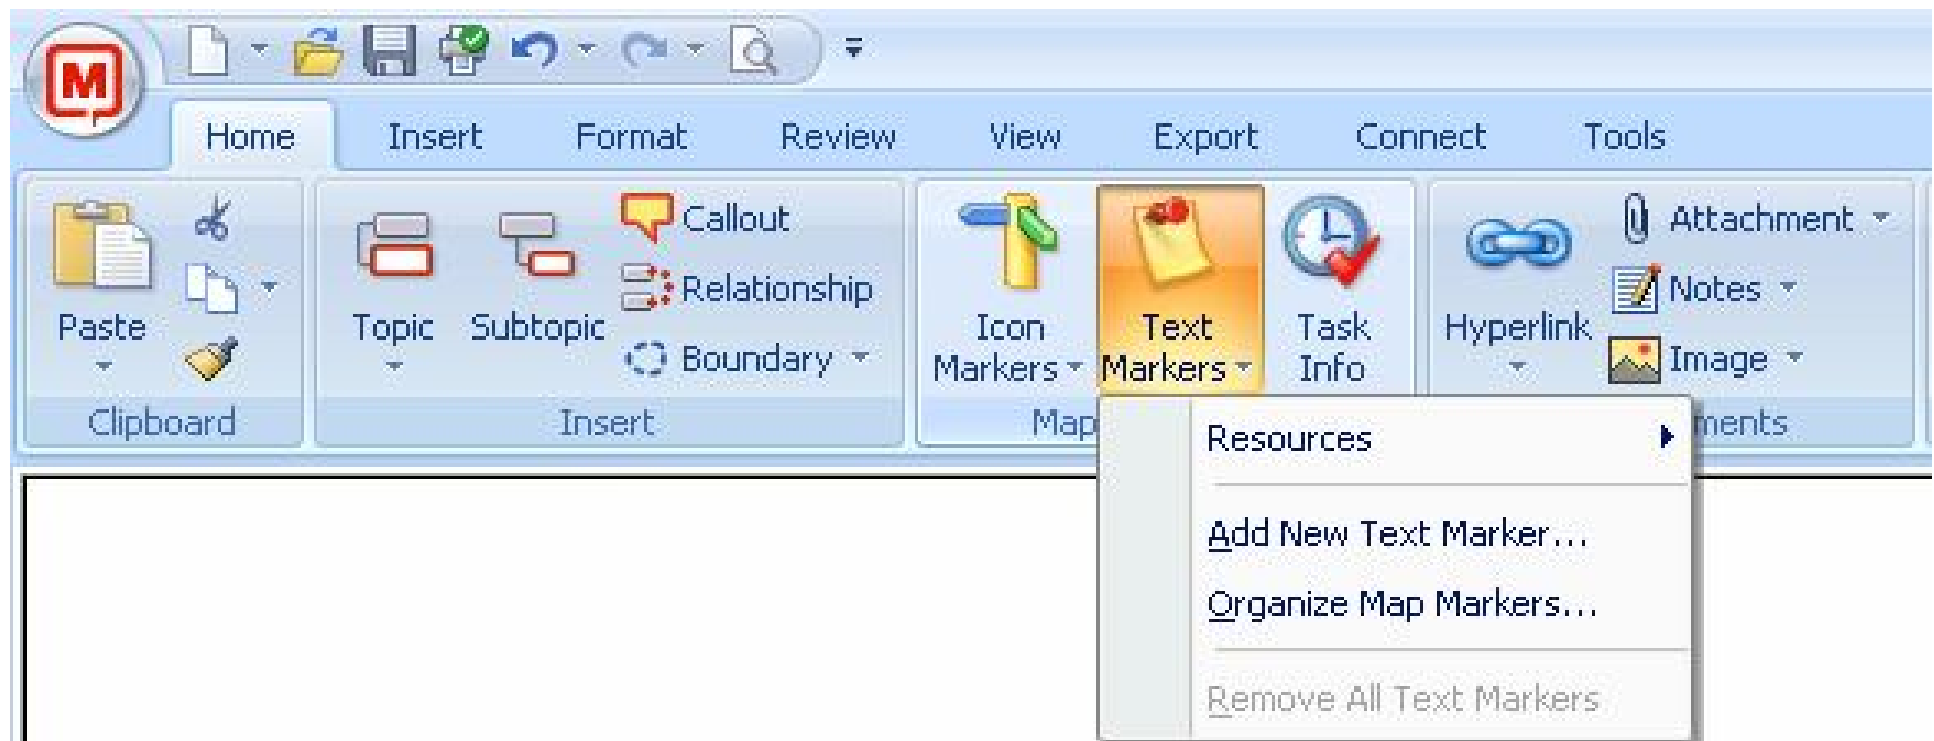 M
Home Insert Format Review View Export Connect Tools
Paste
Clipboard
Topic Subtopic
Callout
Relationship
Boundary
Insert
Icon
Markers
Text
Markers
Task
Info
Map
Hyperlink
Attachment
Notes
Image
ments
Resources
Add New Text Marker...
Organize Map Markers...
Remove All Text Markers